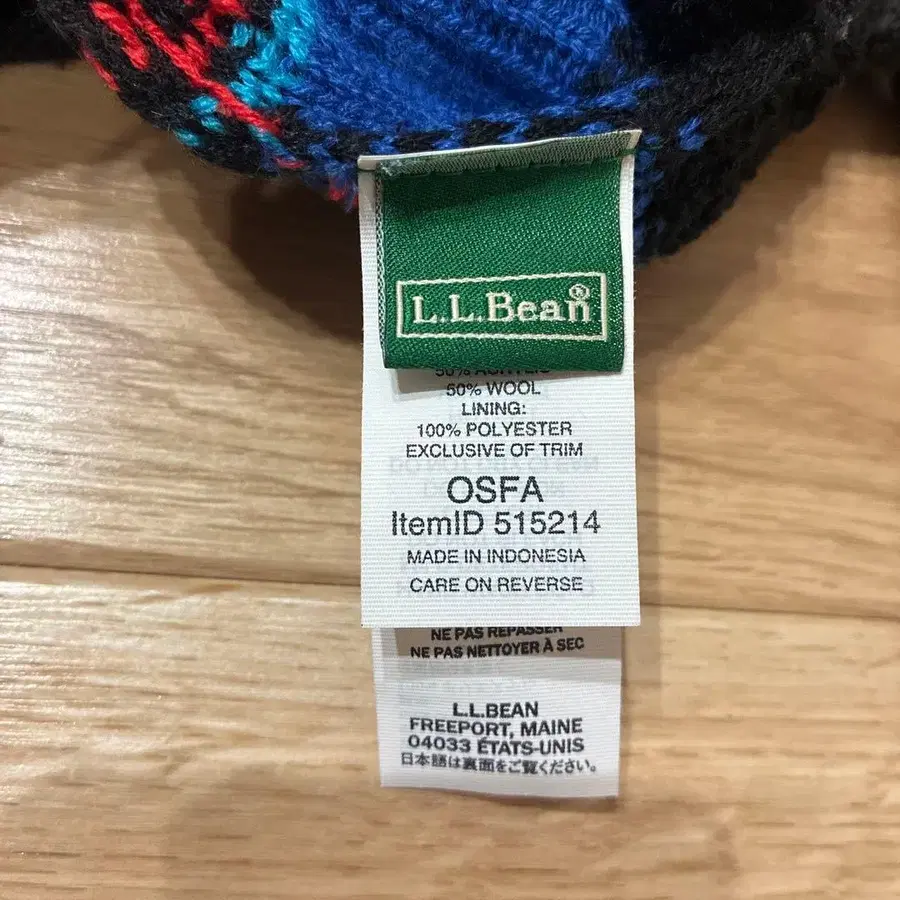 L.L.Bean®
50% ACRYLIC
50% WOOL
LINING:
100% POLYESTER
EXCLUSIVE OF TRIM
OSFA
ItemID 515214
MADE IN INDONESIA
CARE ON REVERSE
NE PAS REPASSER
NE PAS NETTOYER À SEC
L.L.BEAN
FREEPORT, MAINE
04033 ÉTATS-UNIS
日本語は裏面をご覧ください。